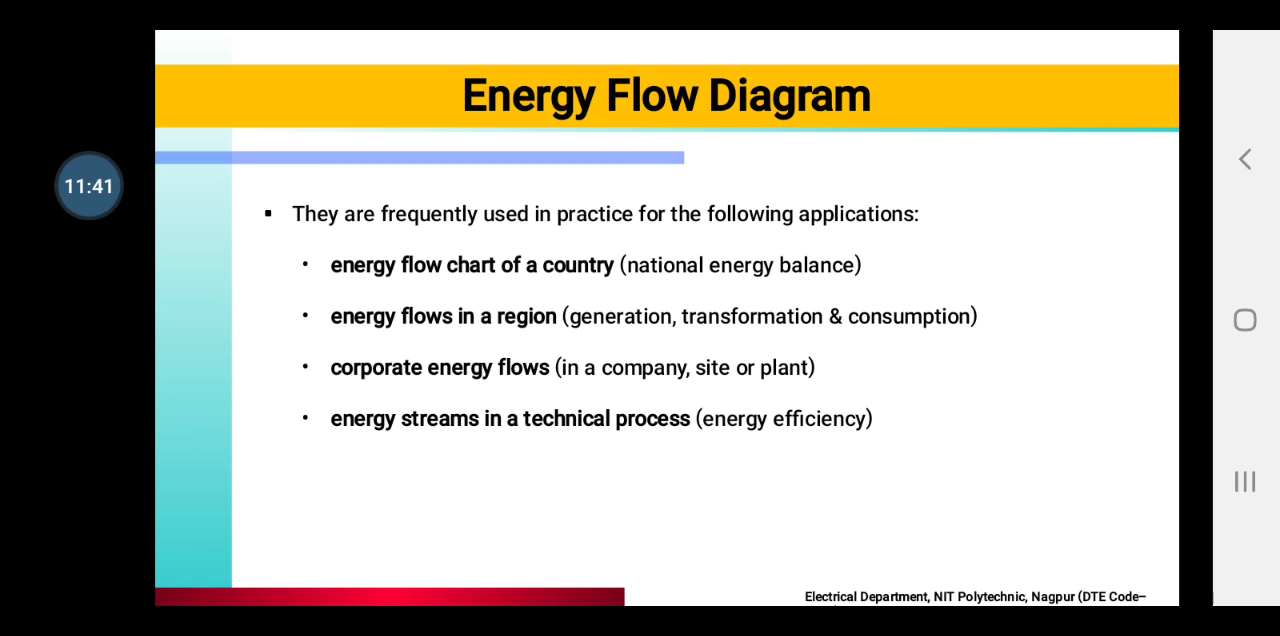 Energy Flow Diagram
11:41
▪ They are frequently used in practice for the following applications:
• energy flow chart of a country (national energy balance)
• energy flows in a region (generation, transformation & consumption)
• corporate energy flows (in a company, site or plant)
• energy streams in a technical process (energy efficiency)
Electrical Department, NIT Polytechnic, Nagpur (DTE Code–